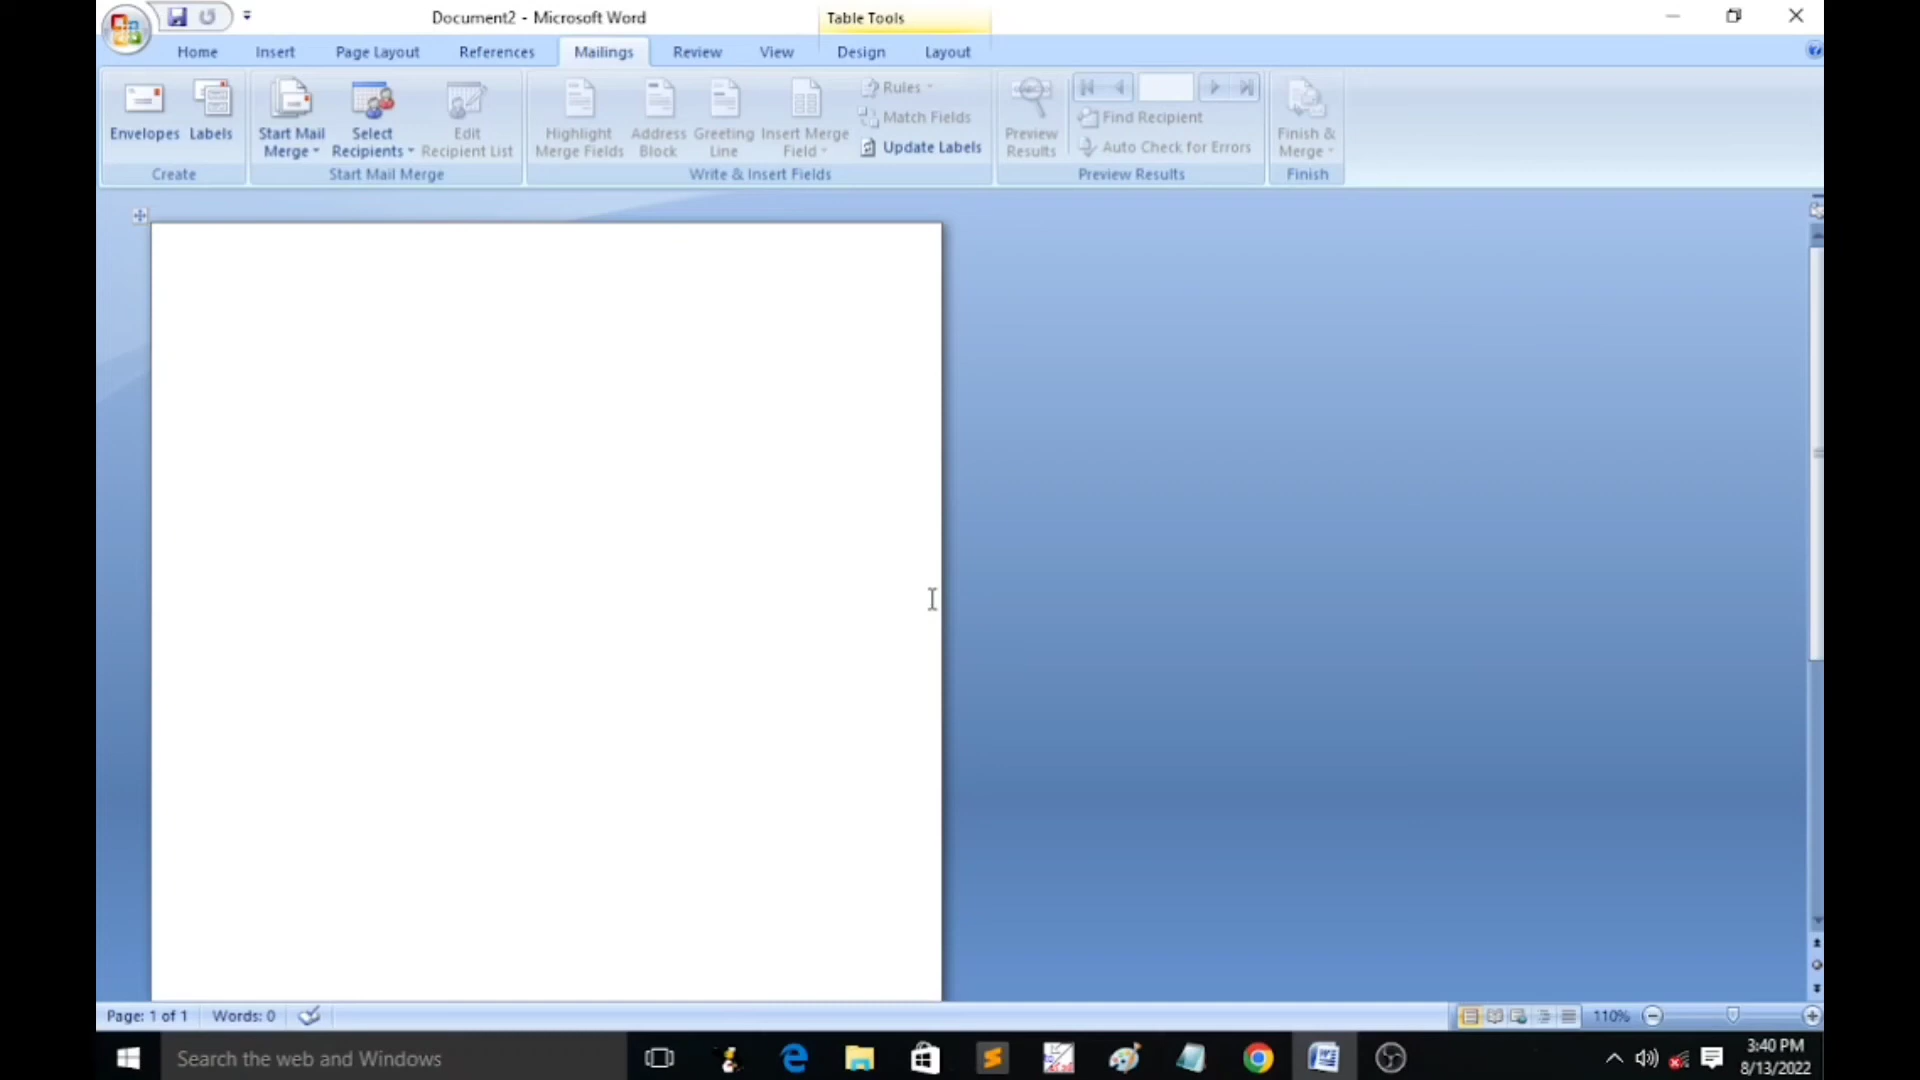 Document2 - Microsoft Word
Table Tools
Home
Insert
Page Layout
References
Mailings
Review
View
Design
Layout
Envelopes
Labels
Start Mail
Merge
Select
Recipients
Edit
Recipient List
Highlight
Merge Fields
Address
Block
Greeting
Line
Insert Merge
Field
Rules
Match Fields
Update Labels
Preview
Results
Find Recipient
Auto Check for Errors
Finish &
Merge
Create
Start Mail Merge
Write & Insert Fields
Preview Results
Finish
Page: 1 of 1
Words: 0
110%
Search the web and Windows
3:40 PM
8/13/2022